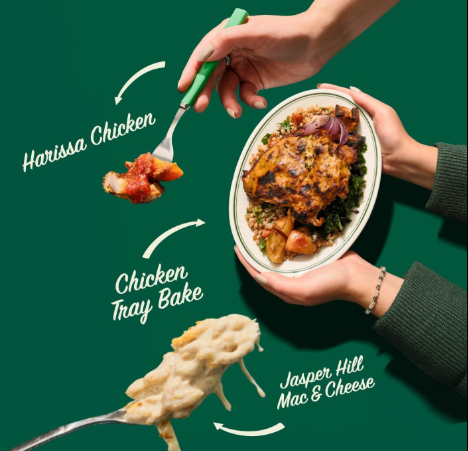 Harissa Chicken
Chicken
Tray Bake
Jasper Hill
Mac & Cheese